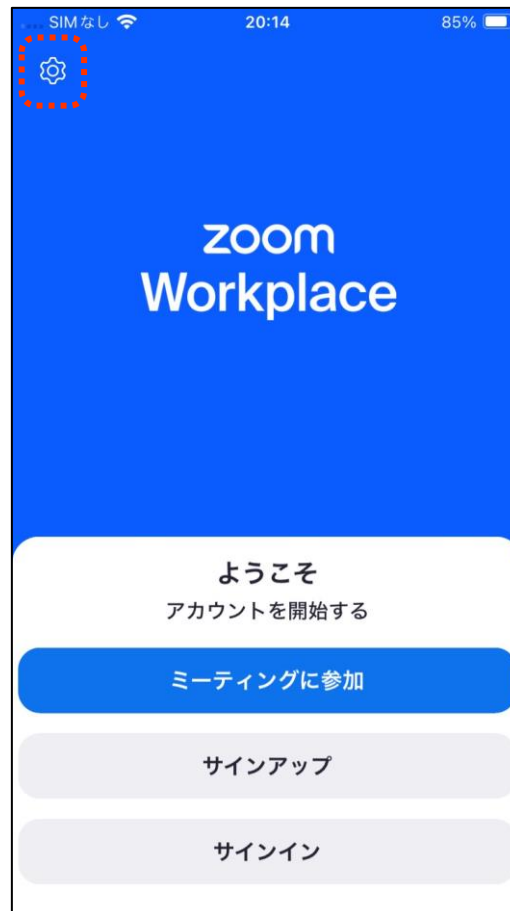 SIMなし 20:14 85%
zoom
Workplace
ようこそ
アカウントを開始する
ミーティングに参加
サインアップ
サインイン